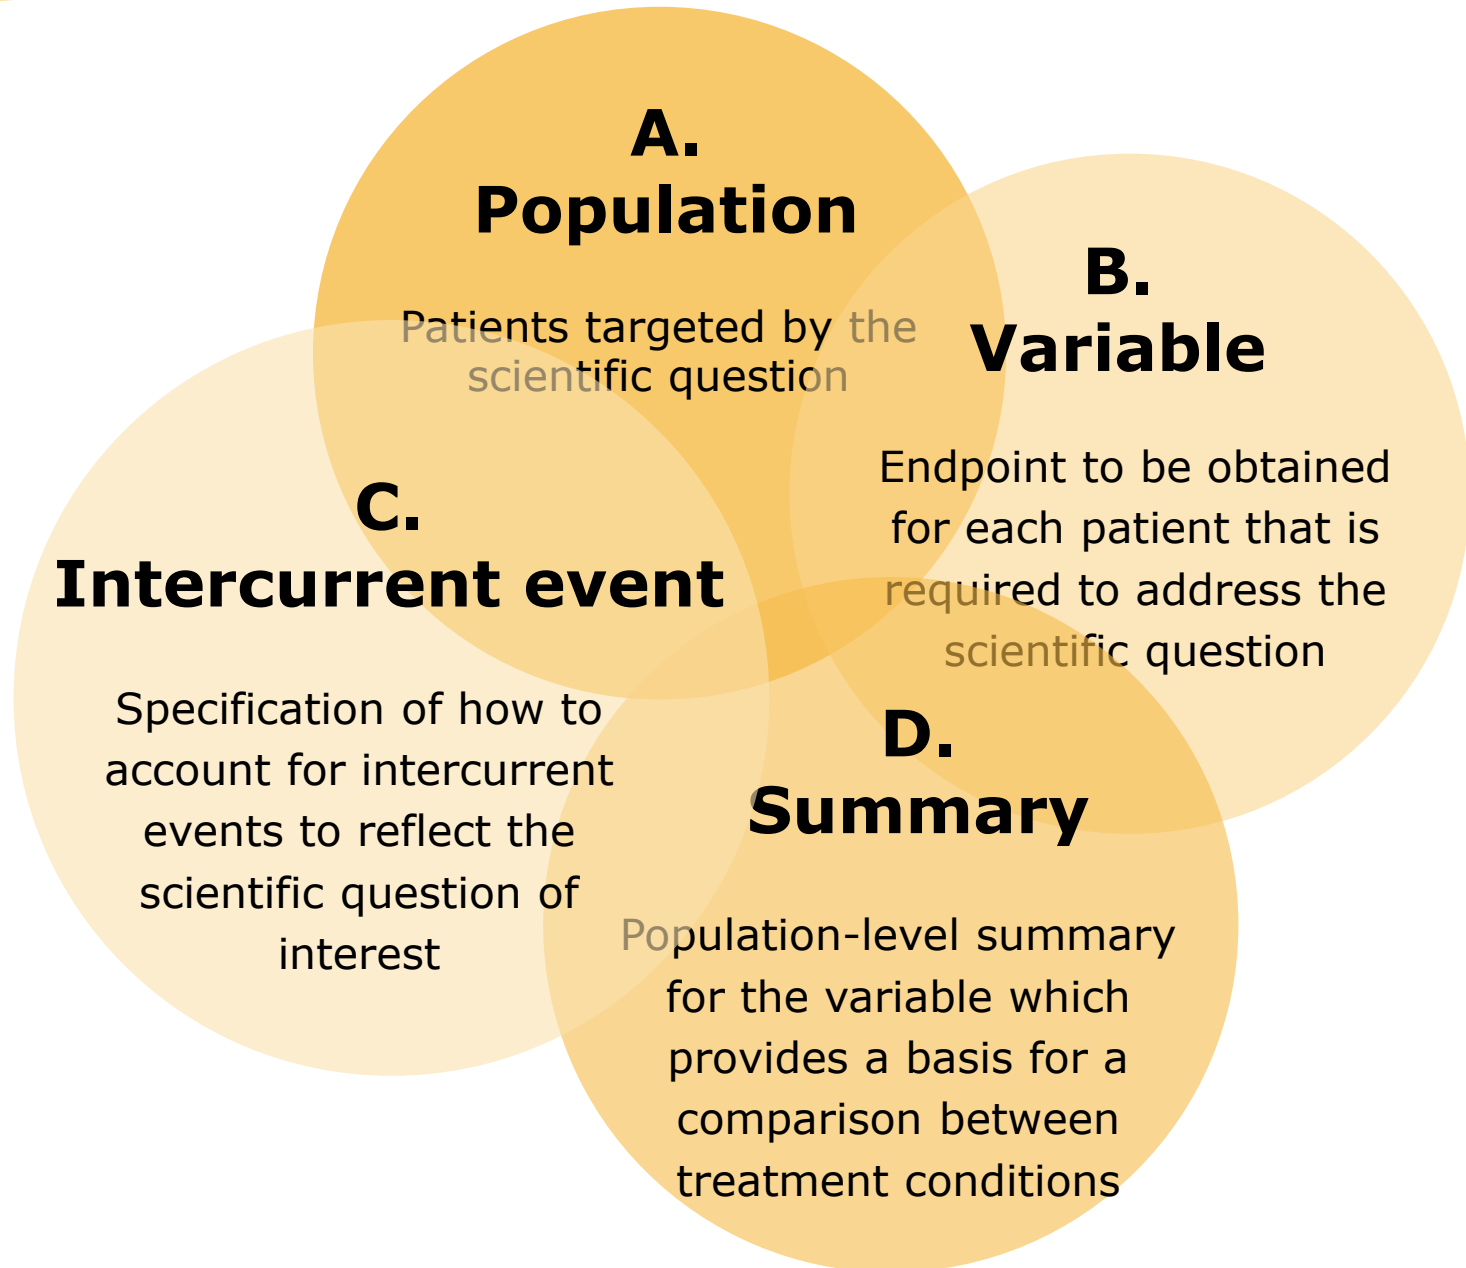 A.
Population
Patients targeted by the
scientific question
B.
Variable
Endpoint to be obtained
for each patient that is
required to address the
scientific question
C.
Intercurrent event
Specification of how to
account for intercurrent
events to reflect the
scientific question of
interest
D.
Summary
Population-level summary
for the variable which
provides a basis for a
comparison between
treatment conditions